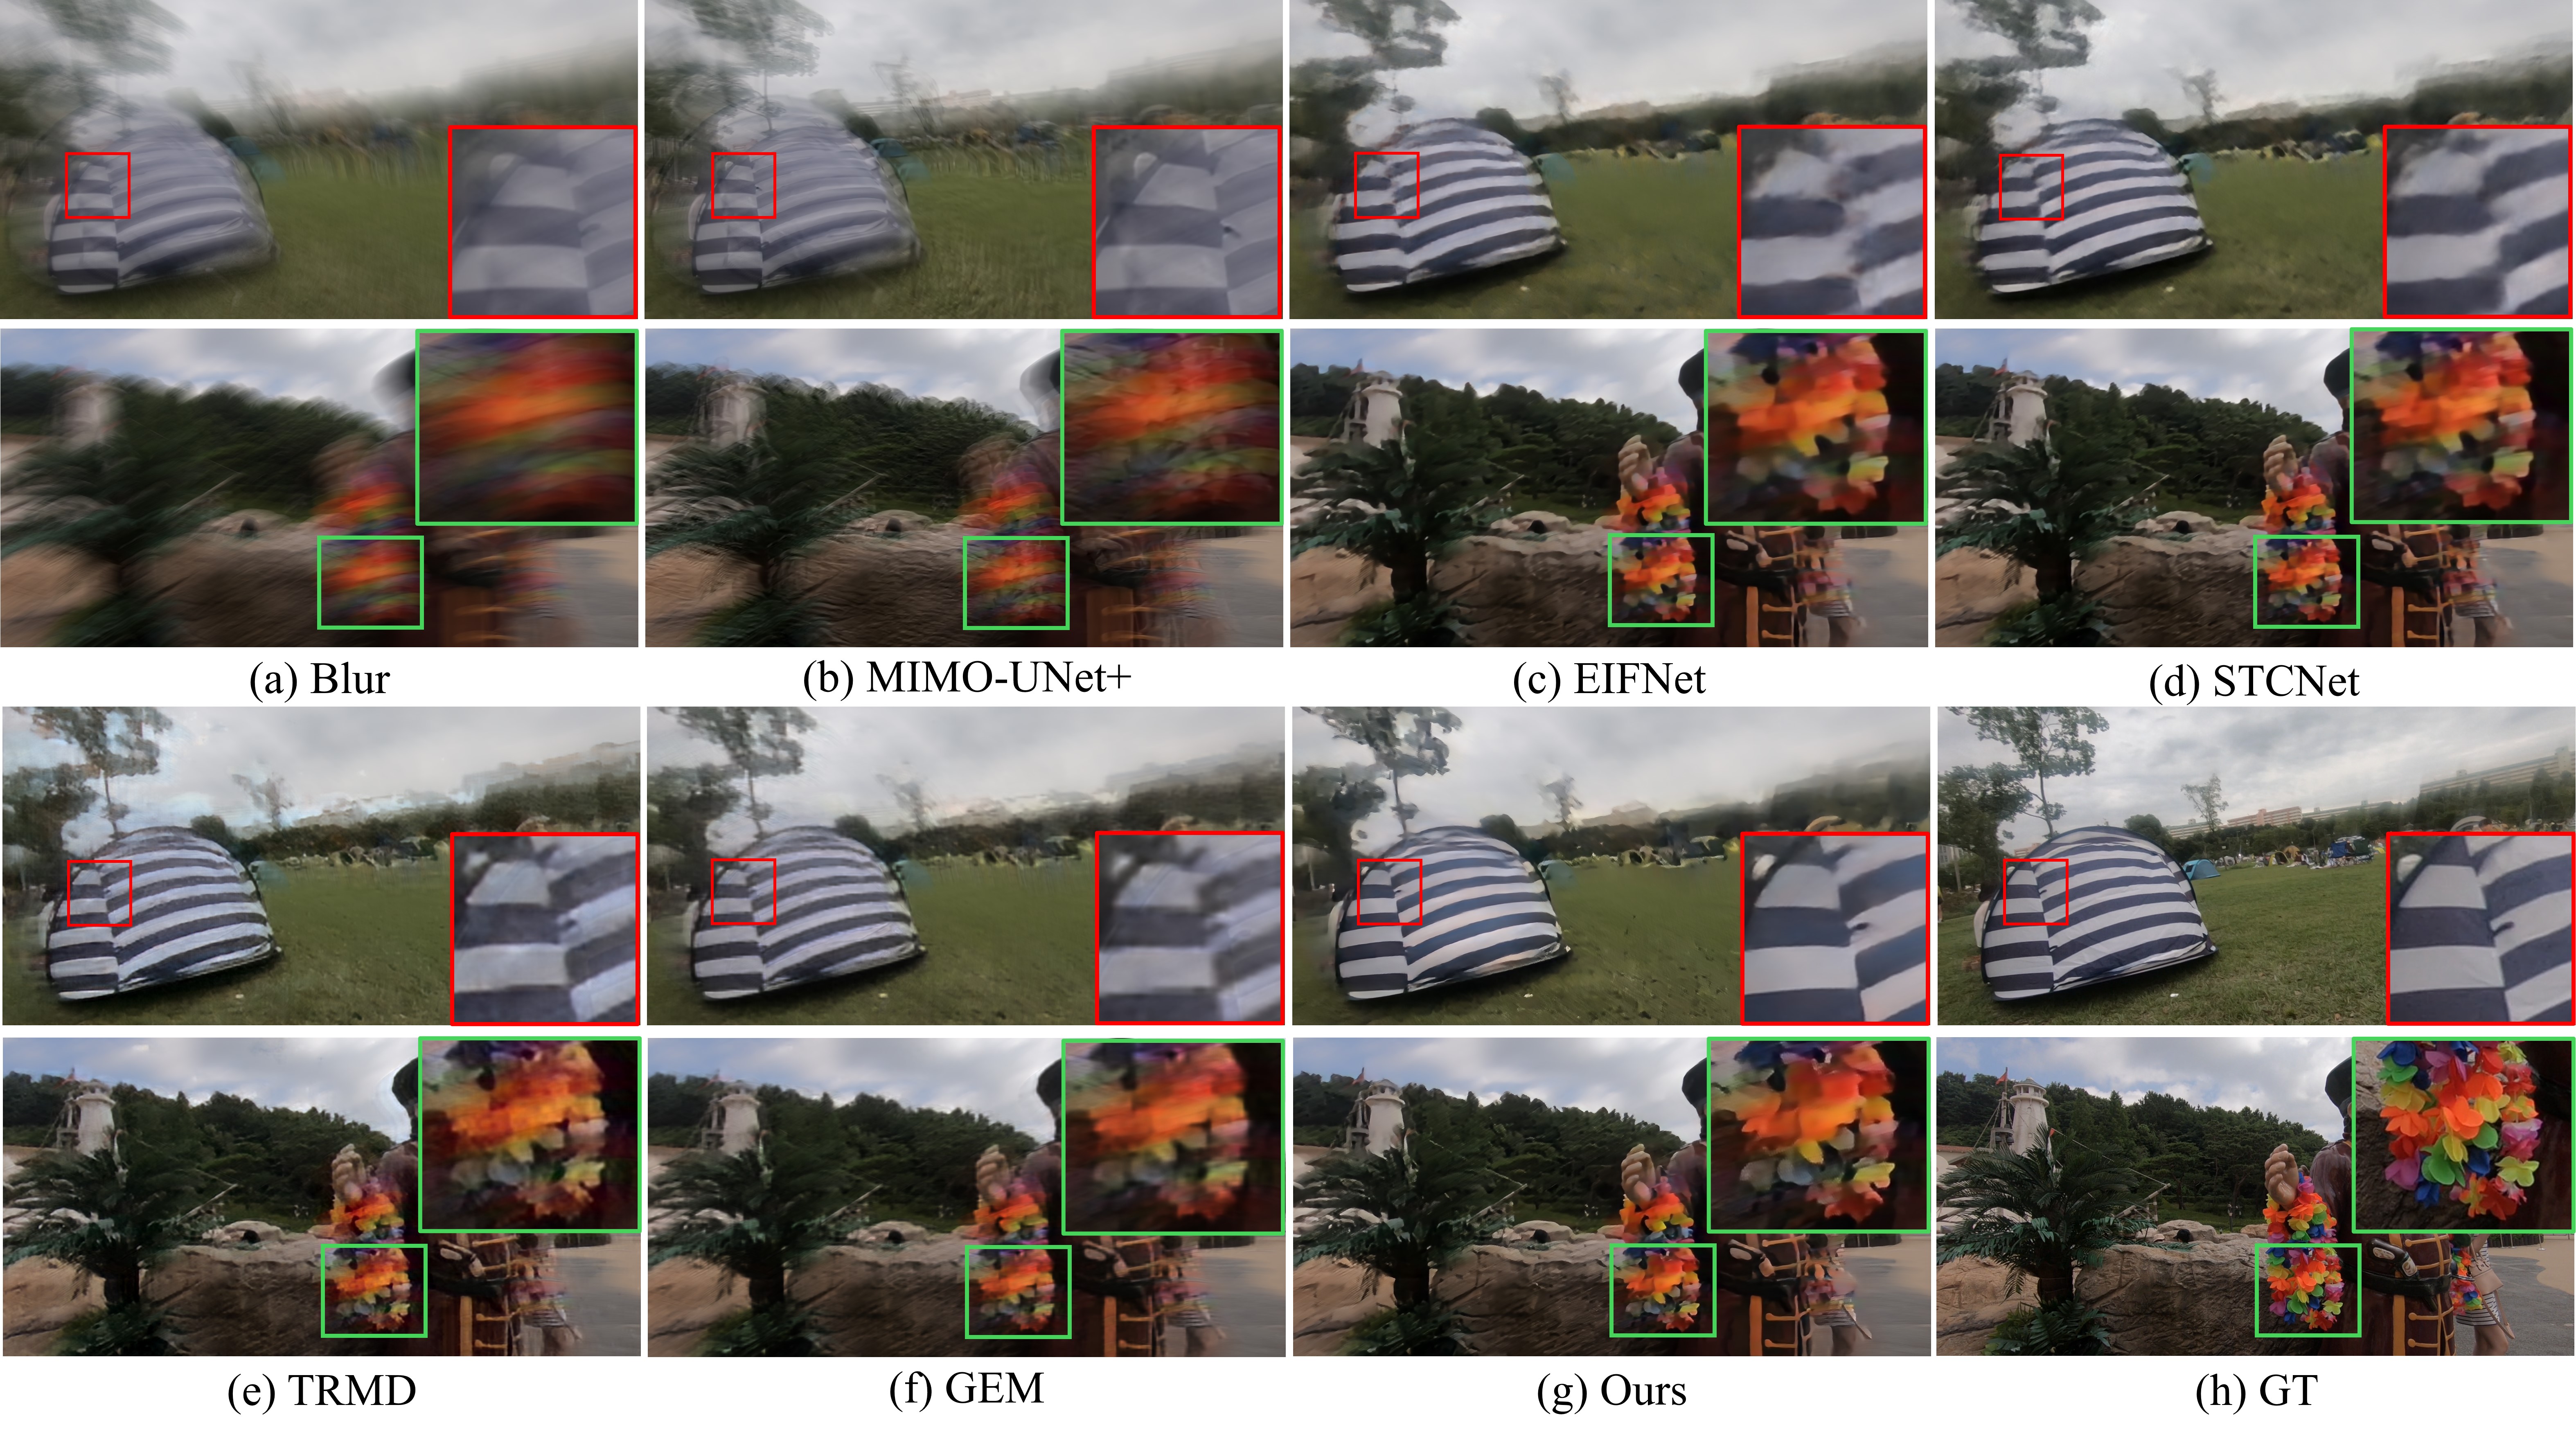 (a) Blur
(b) MIMO-UNet+
(c) EIFNet
(d) STCNet
(e) TRMD
(f) GEM
(g) Ours
(h) GT